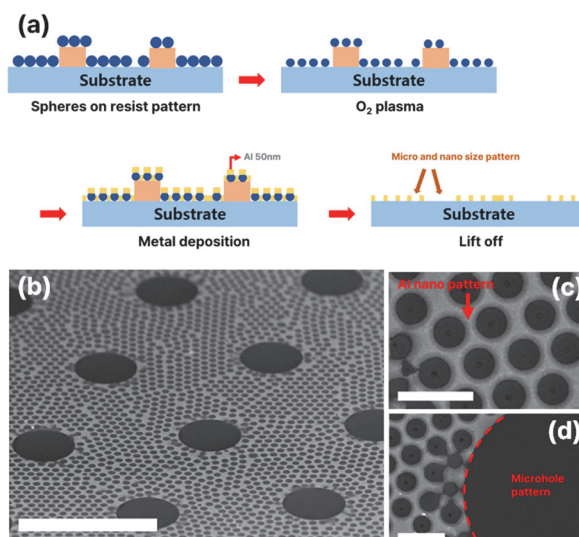 (a)
Substrate
Substrate
Spheres on resist pattern
O₂ plasma
Al 50nm
Micro and nano size pattern
Substrate
Substrate
Metal deposition
Lift off
(b)
(c)
Al nano pattern
(d)
Microhole
pattern